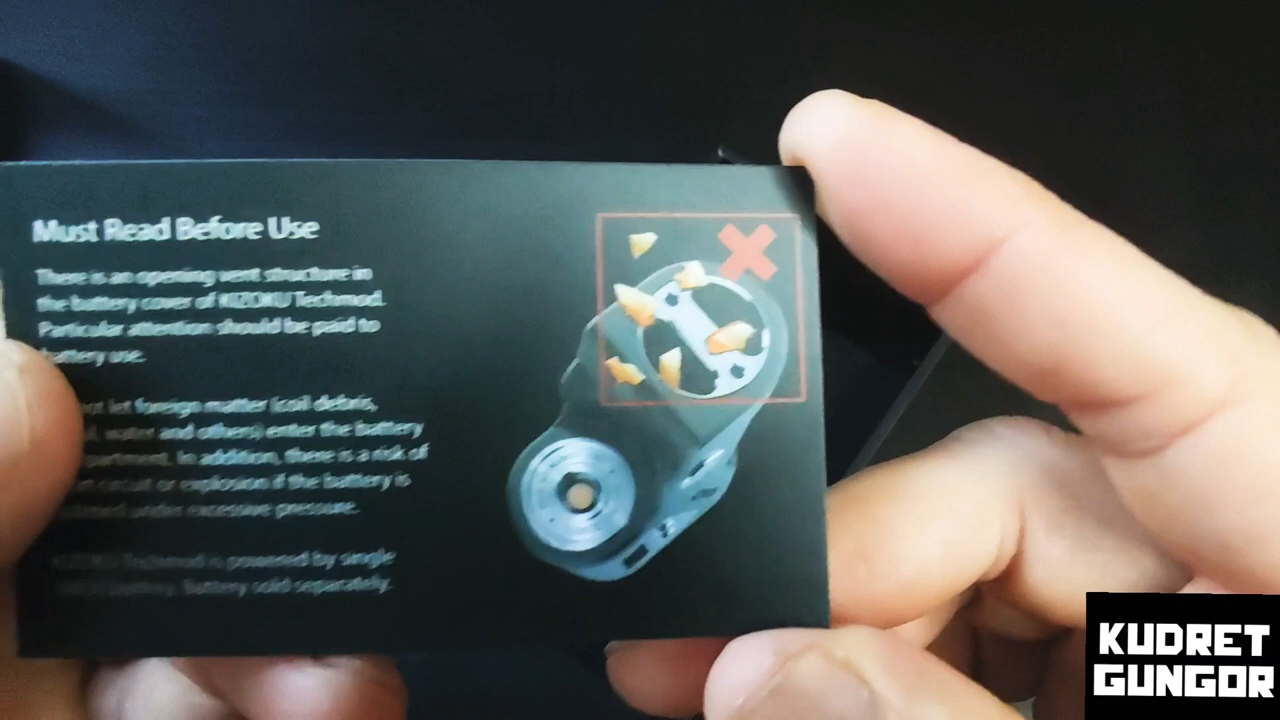 Must Read Before Use
There is an opening vent structure in
the battery cover of KIZOKU Techmod.
Particular attention should be paid to
battery use.
not let foreign matter (coil debris,
water and others) enter the battery
In addition, there is a risk of
circuit or explosion if the battery is
under excessive pressure.
KIZOKU Techmod is powered by single
battery. Battery sold separately.
KUDRET
GUNGOR